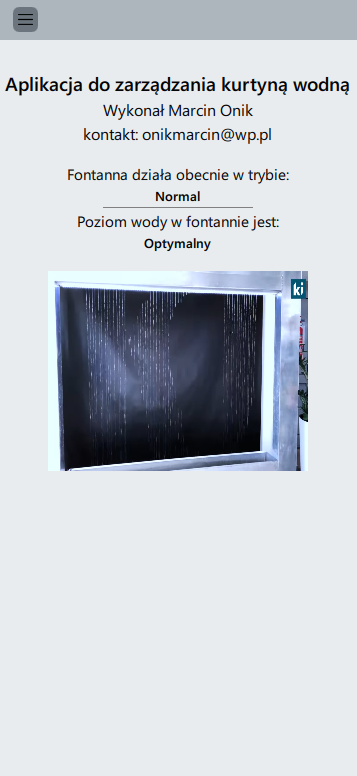 Aplikacja do zarządzania kurtyną wodną
Wykonał Marcin Onik
kontakt: onikmarcin@wp.pl
Fontanna działa obecnie w trybie:
Normal
Poziom wody w fontannie jest:
Optymalny
ki